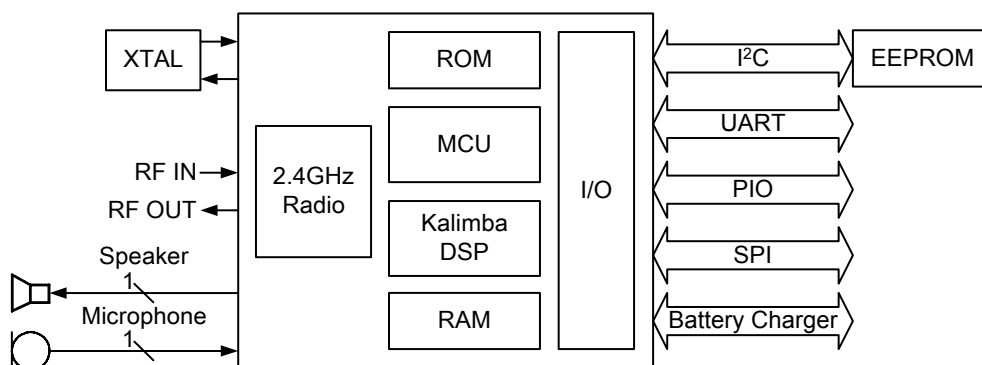 XTAL
RF IN
RF OUT
Speaker
1
Microphone
1
2.4GHz
Radio
ROM
MCU
Kalimba
DSP
RAM
I/O
I²C
UART
PIO
SPI
Battery Charger
EEPROM